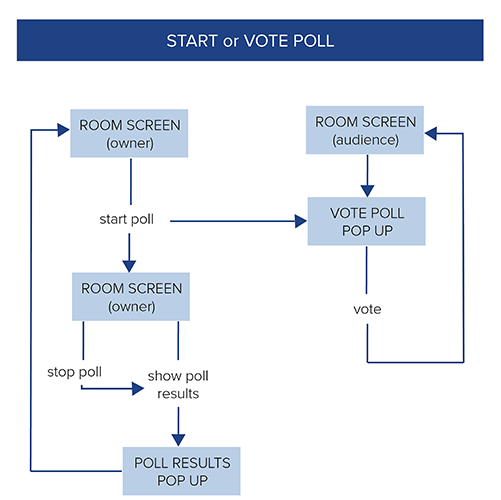 START or VOTE POLL
ROOM SCREEN
(owner)
ROOM SCREEN
(audience)
start poll
VOTE POLL
POP UP
ROOM SCREEN
(owner)
vote
stop poll
show poll
results
POLL RESULTS
POP UP